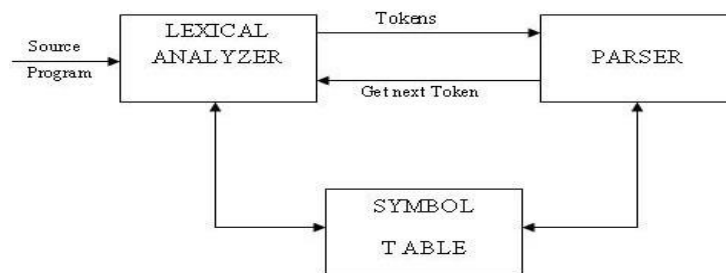 Source
Program
LEXICAL
ANALYZER
Tokens
Get next Token
PARSER
SYMBOL
TABLE